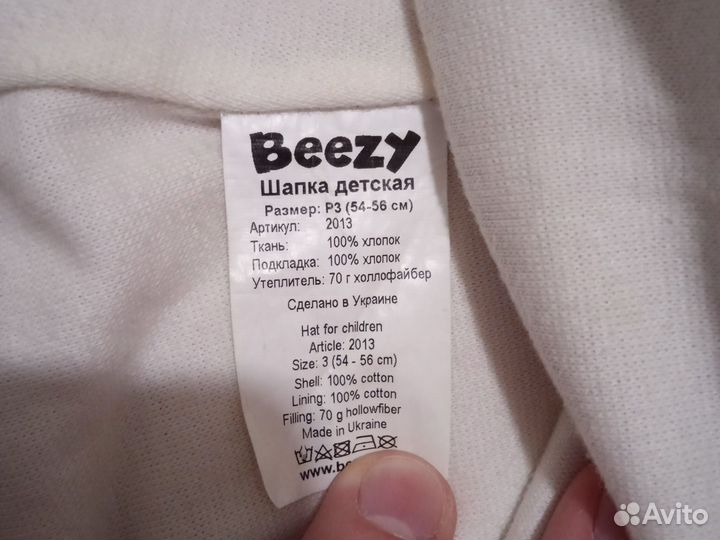 Beezy
Шапка детская
Размер: Р3 (54-56 см)
Артикул: 2013
Ткань: 100% хлопок
Подкладка: 100% хлопок
Утеплитель: 70 г холлофайбер
Сделано в Украине
Hat for children
Article: 2013
Size: 3 (54 - 56 cm)
Shell: 100% cotton
Lining: 100% cotton
Filling: 70 g hollowfiber
Made in Ukraine
Avito